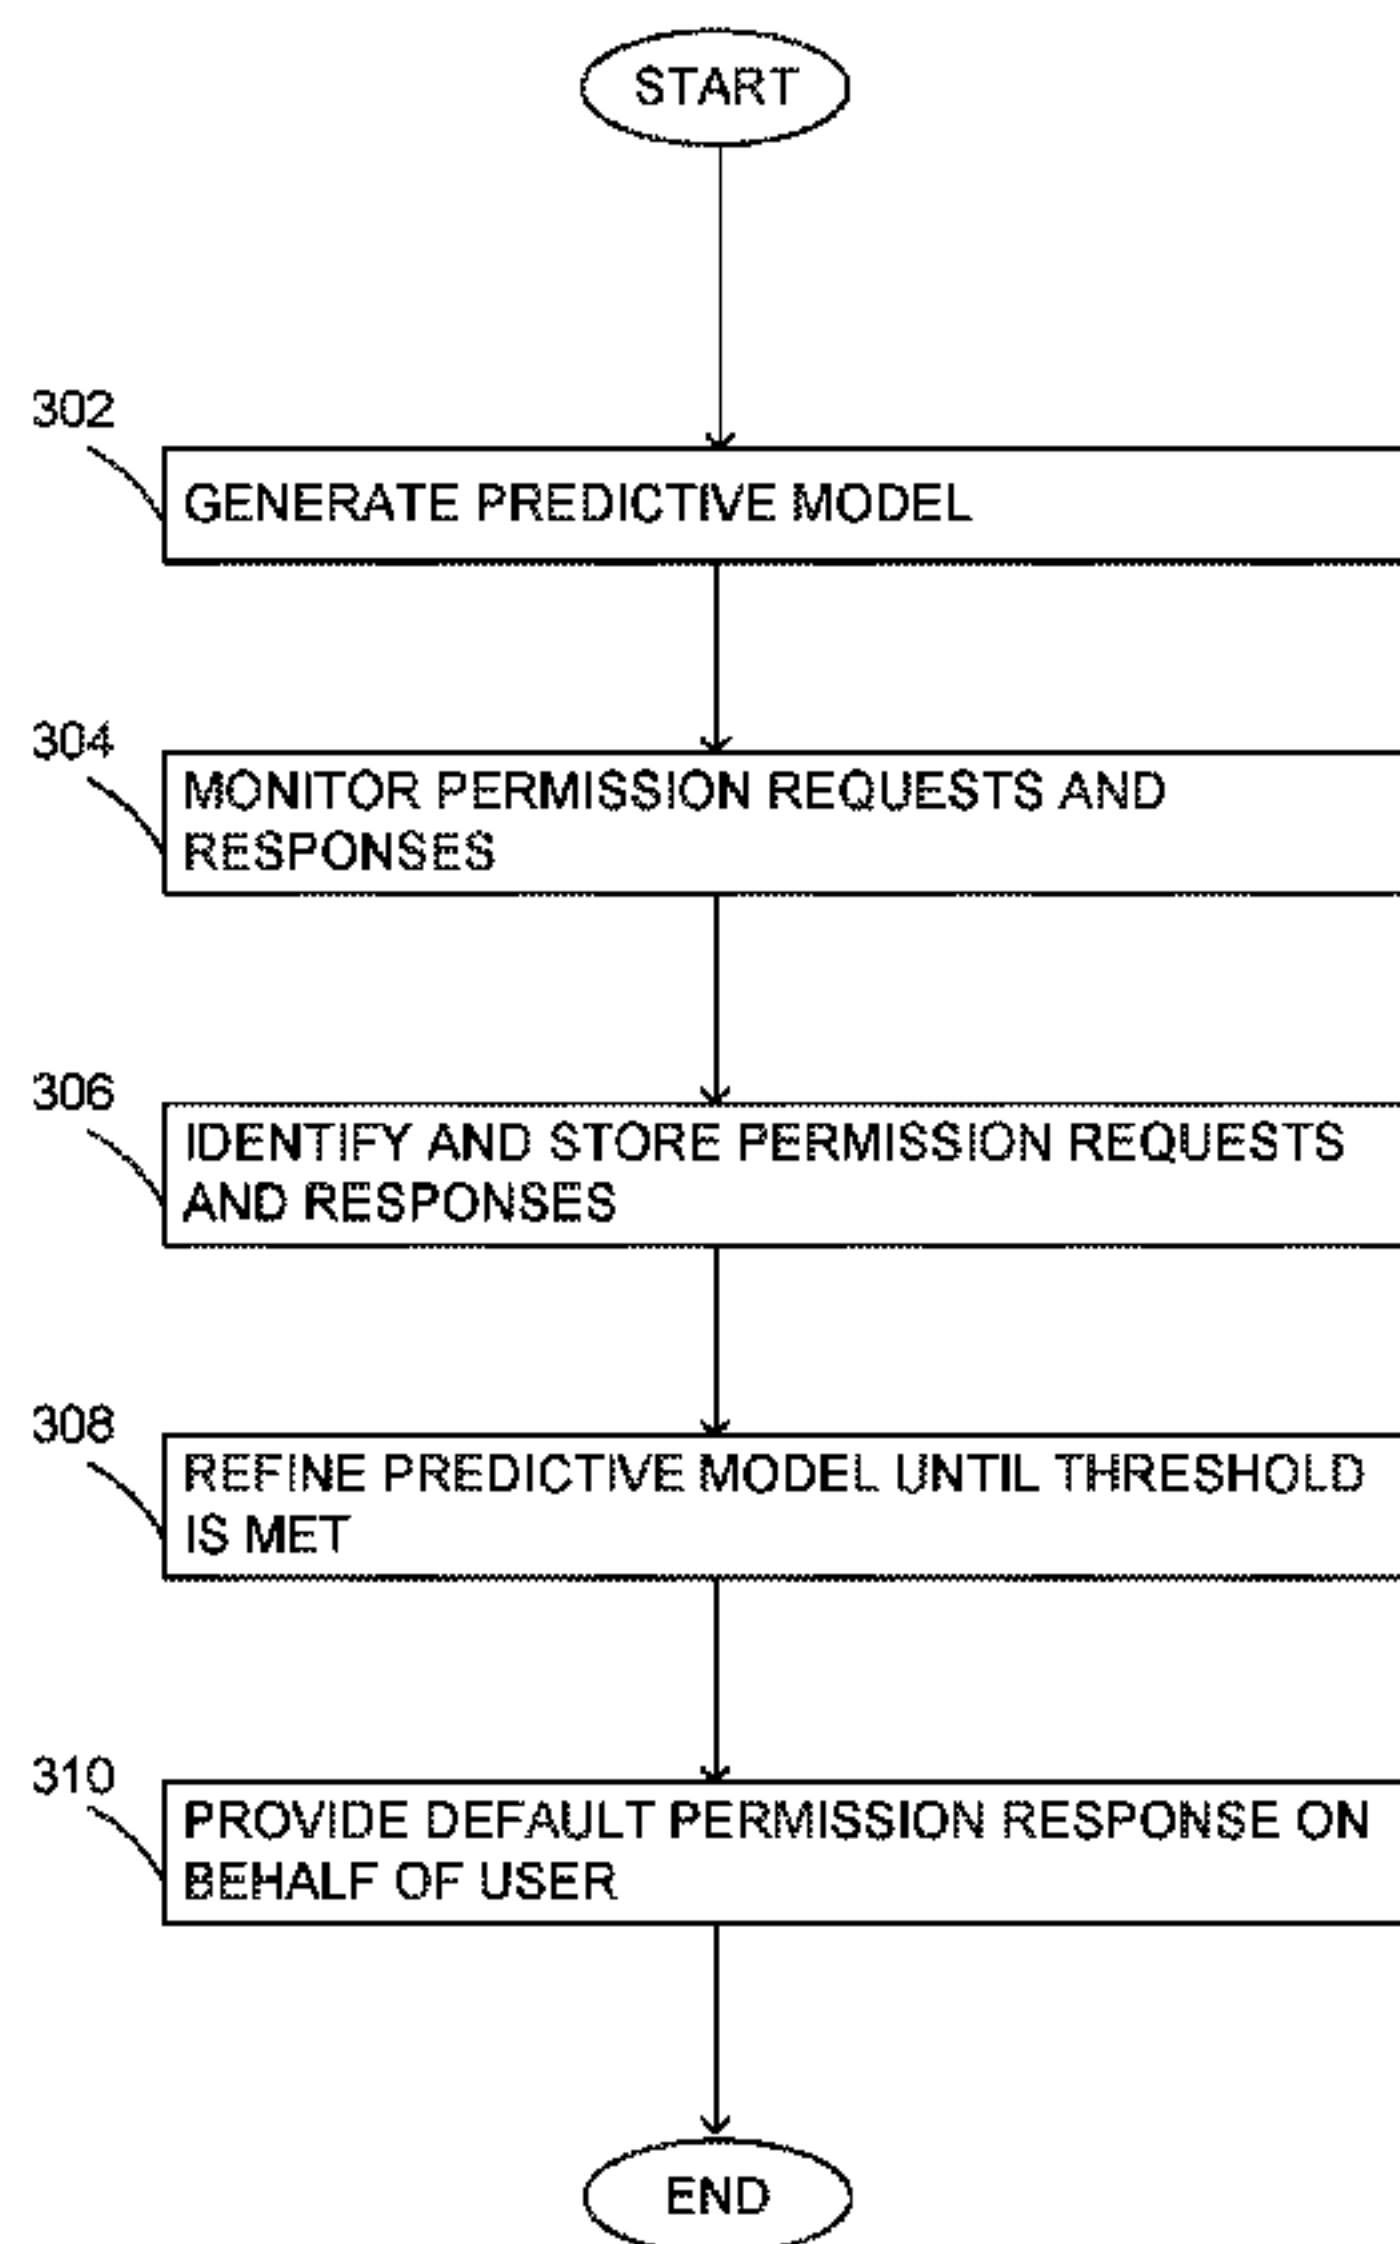 START
302
GENERATE PREDICTIVE MODEL
304
MONITOR PERMISSION REQUESTS AND
RESPONSES
306
IDENTIFY AND STORE PERMISSION REQUESTS
AND RESPONSES
308
REFINE PREDICTIVE MODEL UNTIL THRESHOLD
IS MET
310
PROVIDE DEFAULT PERMISSION RESPONSE ON
BEHALF OF USER
END